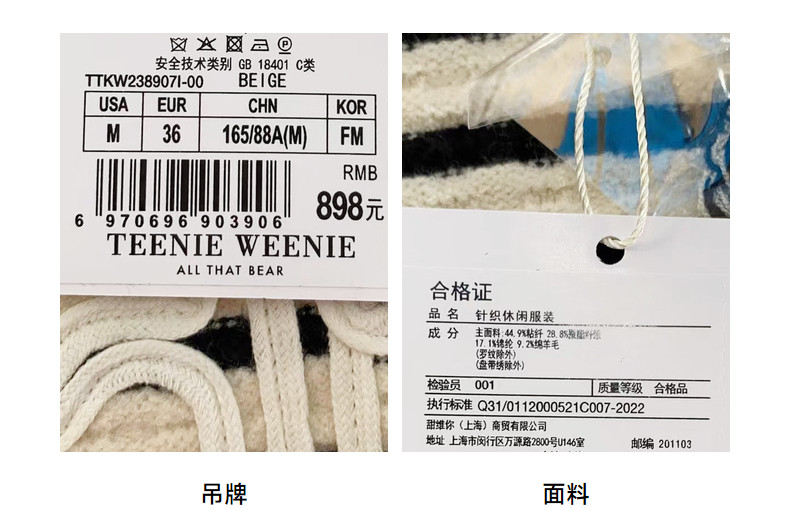 安全技术类别 GB 18401 C类
TTKW238907I-00 BEIGE
USA EUR CHN KOR
M 36 165/88A(M) FM
RMB
898元
6 970696 903906
TEENIE WEENIE
ALL THAT BEAR
合格证
品名 针织休闲服装
成分 主面料:44.9%粘纤 28.8%
17.1%锦纶 9.2%绵羊毛
(罗纹除外)
(盘带绣除外)
检验员 001 质量等级 合格品
执行标准 Q31/0112000521C007-2022
甜维你（上海）商贸有限公司
地址 上海市闵行区万源路2800号U146室 邮编 201103
吊牌 面料